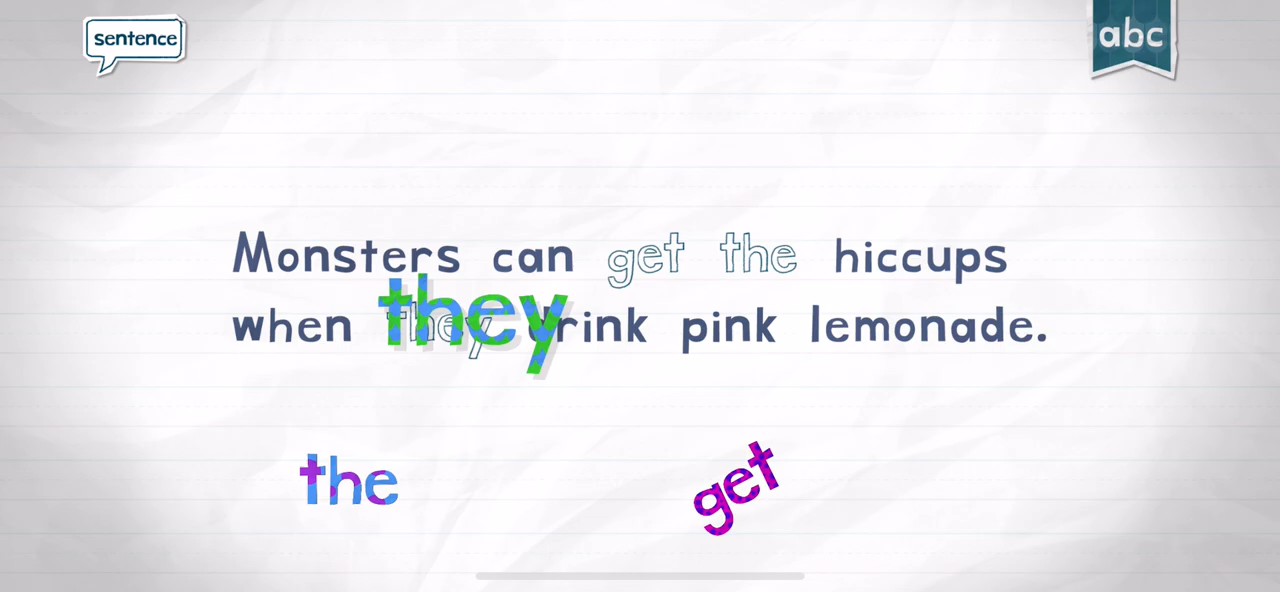 sentence
abc
Monsters can get the hiccups
when they drink pink lemonade.
they
the
get